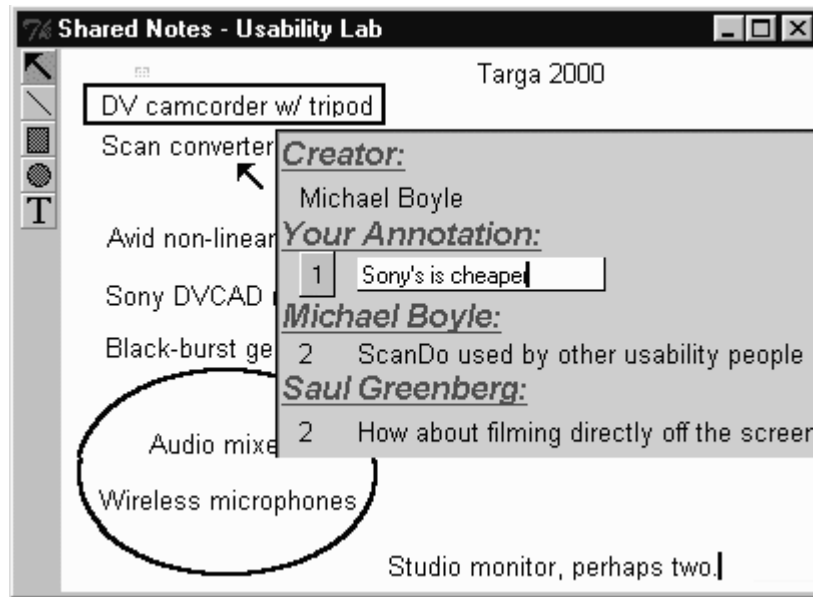 Shared Notes - Usability Lab
Targa 2000
DV camcorder w/ tripod
Scan converter
Creator:
Michael Boyle
Avid non-linear
Your Annotation:
1 Sony's is cheaper
Sony DVCAD
Michael Boyle:
Black-burst ge
2 ScanDo used by other usability people
Saul Greenberg:
2 How about filming directly off the screen
Audio mixe
Wireless microphones
Studio monitor, perhaps two.
T